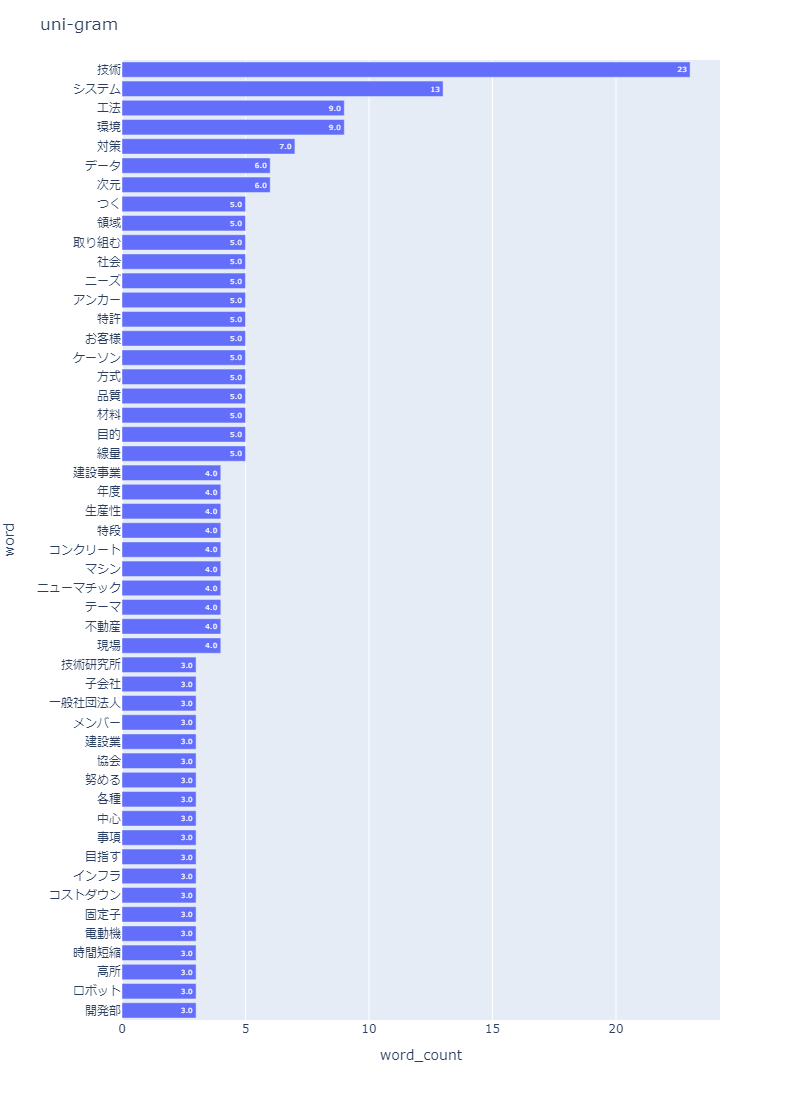 uni-gram
技術 23
システム 13
工法 9.0
環境 9.0
対策 7.0
データ 6.0
次元 6.0
つく 5.0
領域 5.0
取り組む 5.0
社会 5.0
ニーズ 5.0
アンカー 5.0
特許 5.0
お客様 5.0
ケーソン 5.0
方式 5.0
品質 5.0
材料 5.0
目的 5.0
線量 5.0
建設事業 4.0
年度 4.0
生産性 4.0
特段 4.0
コンクリート 4.0
マシン 4.0
ニューマチック 4.0
テーマ 4.0
不動産 4.0
現場 4.0
技術研究所 3.0
子会社 3.0
一般社団法人 3.0
メンバー 3.0
建設業 3.0
協会 3.0
努める 3.0
各種 3.0
中心 3.0
事項 3.0
目指す 3.0
インフラ 3.0
コストダウン 3.0
固定子 3.0
電動機 3.0
時間短縮 3.0
高所 3.0
ロボット 3.0
開発部 3.0
0 5 10 15 20
word_count
word